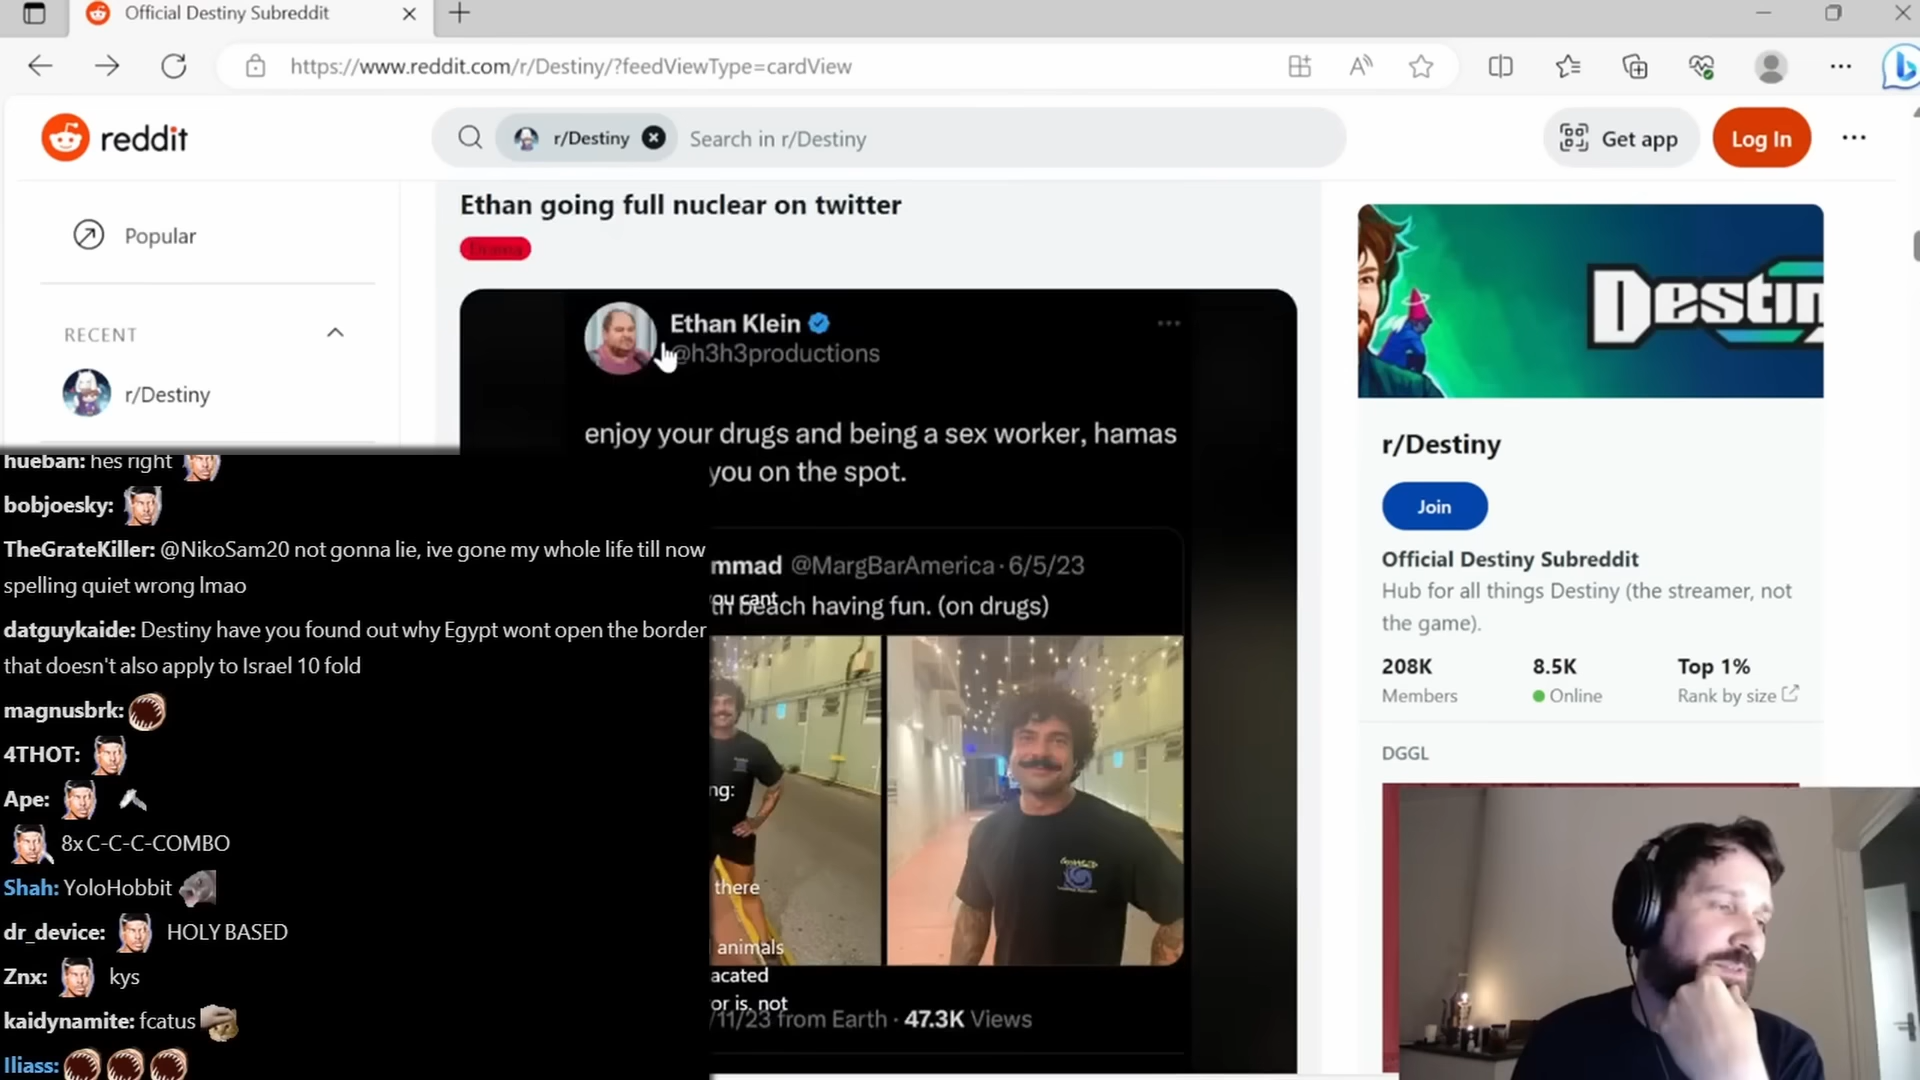 Official Destiny Subreddit
https://www.reddit.com/r/Destiny/?feedViewType=cardView
reddit
r/Destiny
Search in r/Destiny
Get app
Log In
Popular
RECENT
r/Destiny
Ethan going full nuclear on twitter
Drama
Ethan Klein
@h3h3productions
enjoy your drugs and being a sex worker, hamas
you on the spot.
mmad @MargBarAmerica · 6/5/23
ou cant
th beach having fun. (on drugs)
ng:
there
animals
acated
or is, not
/11/23 from Earth · 47.3K Views
hueban: hes right
bobjoesky:
TheGrateKiller: @NikoSam20 not gonna lie, ive gone my whole life till now
spelling quiet wrong lmao
datguykaide: Destiny have you found out why Egypt wont open the border
that doesn't also apply to Israel 10 fold
magnusbrk:
4THOT:
Ape:
8x C-C-C-COMBO
Shah: YoloHobbit
dr_device: HOLY BASED
Znx: kys
kaidynamite: fcatus
Iliass:
Destin
r/Destiny
Join
Official Destiny Subreddit
Hub for all things Destiny (the streamer, not
the game).
208K 8.5K Top 1%
Members Online Rank by size
DGGL